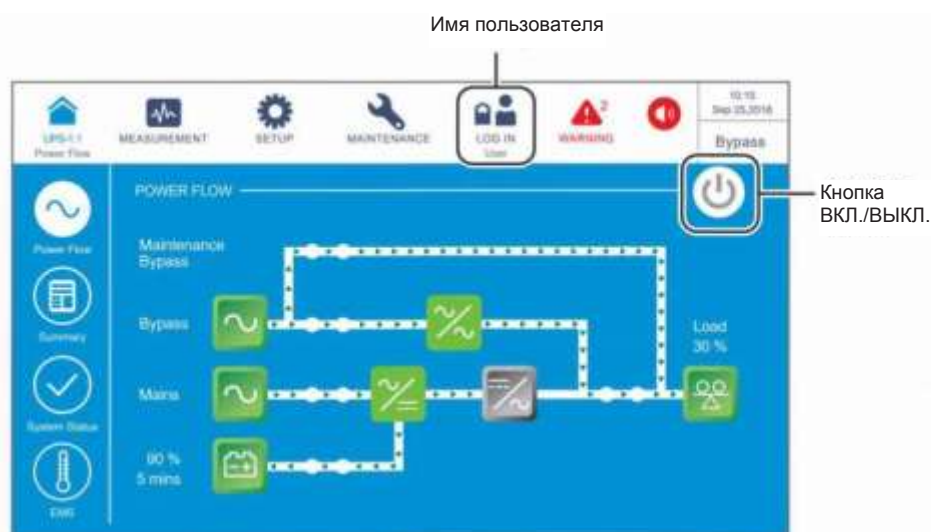 Имя пользователя
10:15
UPS-1.1
MEASUREMENT
SETUP
MAINTENANCE
LOG IN
2
WARNING
Sep 25,2018
Power Flow
User
Bypass
POWER FLOW
Кнопка
ВКЛ./ВЫКЛ.
Power Flow
Maintenance
Bypass
Summary
Bypass
Load
30 %
Mains
System Status
90 %
5 mins
EMS